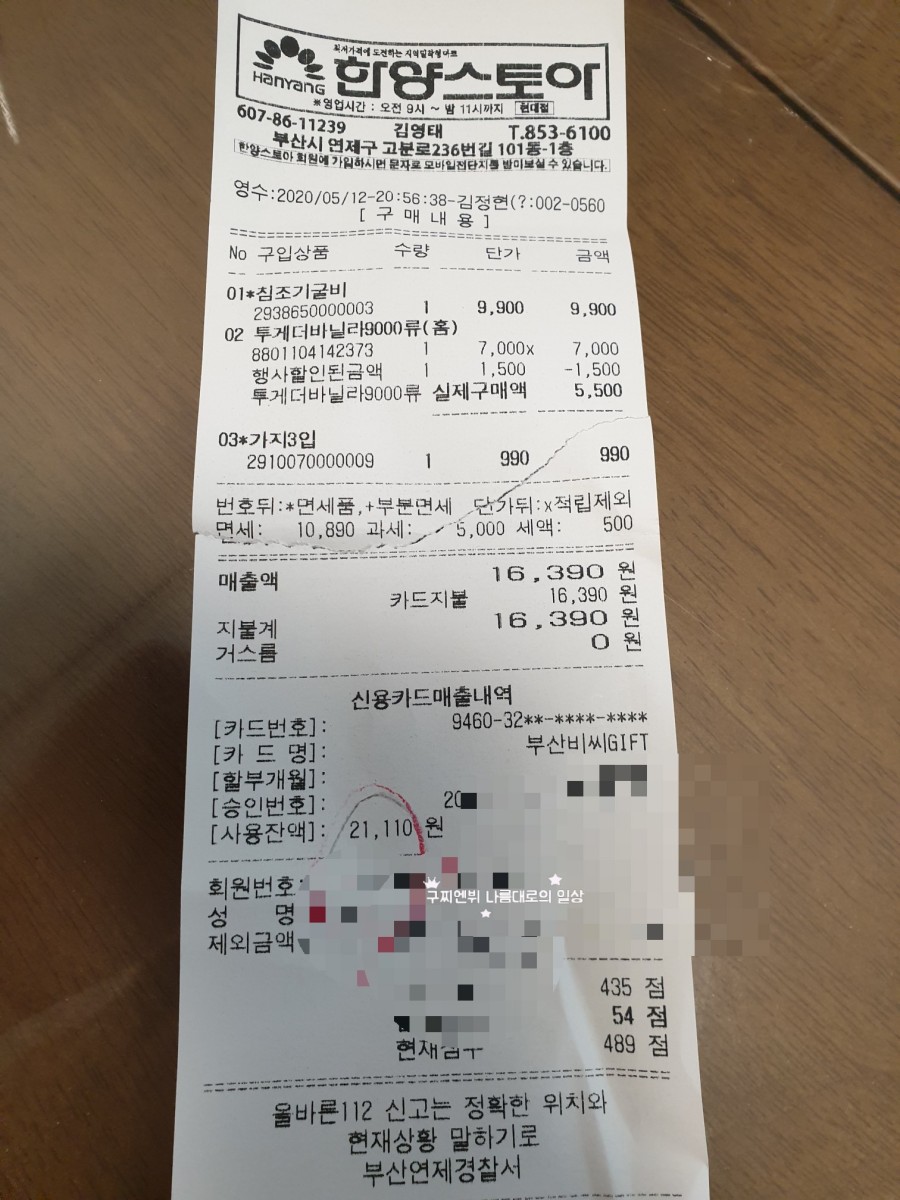 최저가격에 도전하는 지역밀착형마트
HANYANG 한양스토아
※영업시간 : 오전 9시 ~ 밤 11시까지 현대점
607-86-11239 김영태 T.853-6100
부산시 연제구 고분로236번길 101동-1층
한양스토아 회원에 가입하시면 문자로 모바일전단지를 받아보실 수 있습니다.
영수:2020/05/12-20:56:38-김정현(?:002-0560
[ 구 매 내 용 ]
No 구입상품 수량 단가 금액
01*침조기굴비
2938650000003 1 9,900 9,900
02 투게더바닐라9000류(홈)
8801104142373 1 7,000x 7,000
행사할인된금액 1 1,500 -1,500
투게더바닐라9000류 실제구매액 5,500
03*가지3입
2910070000009 1 990 990
번호뒤:*면세품,+부분면세 단가뒤:x적립제외
면세: 10,890 과세: 5,000 세액: 500
매출액 16,390 원
카드지불 16,390 원
지불계 16,390 원
거스름 0 원
신용카드매출내역
[카드번호]: 9460-32**-****-****
[카 드 명]: 부산비씨GIFT
[할부개월]:
[승인번호]: 20
[사용잔액]: 21,110 원
회원번호:
구찌엔뷔 나름대로의 일상
성 명
제외금액
435 점
54 점
현재점수 489 점
올바른112 신고는 정확한 위치와
현재상황 말하기로
부산연제경찰서